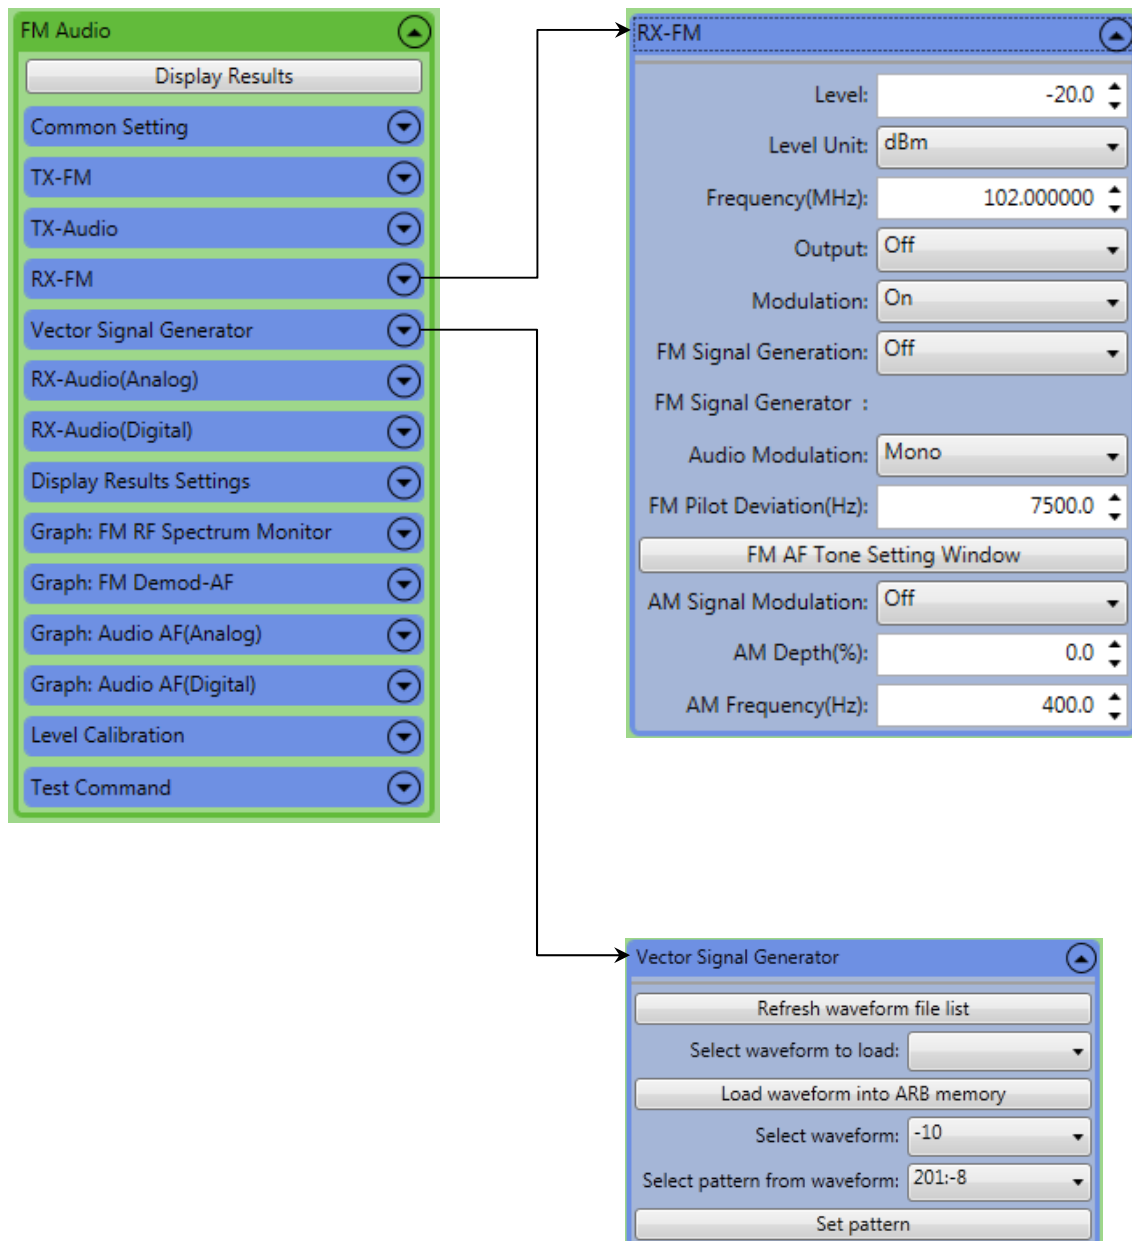 FM Audio
Display Results
Common Setting
TX-FM
TX-Audio
RX-FM
Vector Signal Generator
RX-Audio(Analog)
RX-Audio(Digital)
Display Results Settings
Graph: FM RF Spectrum Monitor
Graph: FM Demod-AF
Graph: Audio AF(Analog)
Graph: Audio AF(Digital)
Level Calibration
Test Command
RX-FM
Level: -20.0
Level Unit: dBm
Frequency(MHz): 102.000000
Output: Off
Modulation: On
FM Signal Generation: Off
FM Signal Generator :
Audio Modulation: Mono
FM Pilot Deviation(Hz): 7500.0
FM AF Tone Setting Window
AM Signal Modulation: Off
AM Depth(%): 0.0
AM Frequency(Hz): 400.0
Vector Signal Generator
Refresh waveform file list
Select waveform to load:
Load waveform into ARB memory
Select waveform: -10
Select pattern from waveform: 201:-8
Set pattern